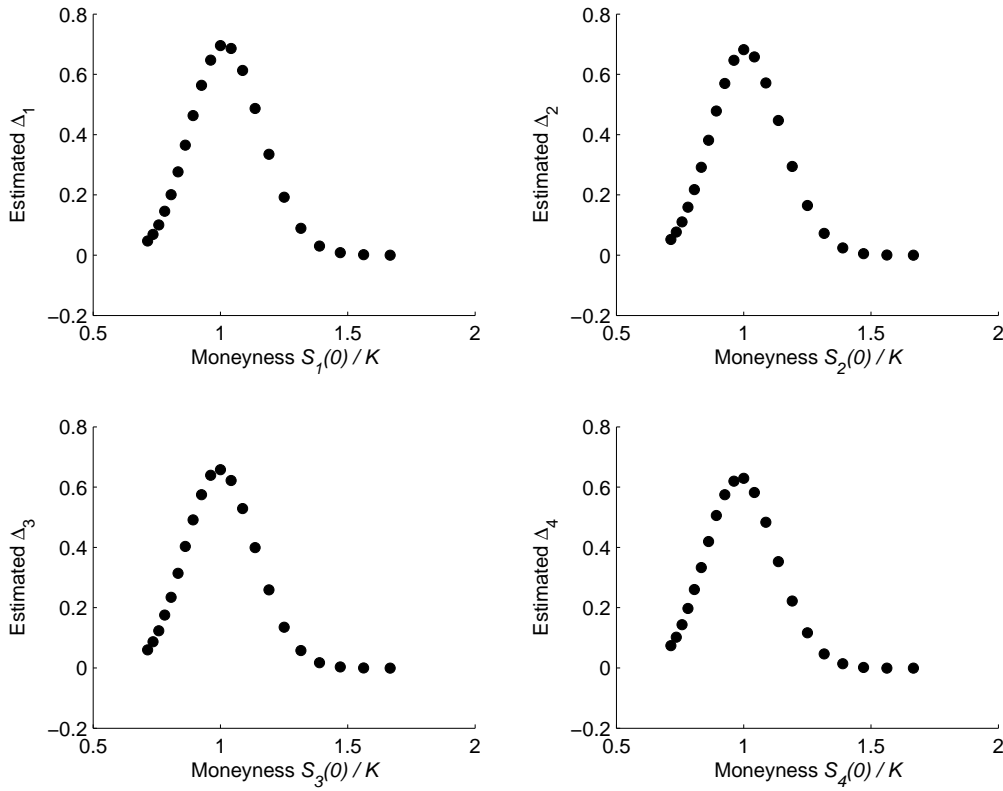 0.8
0.6
0.4
0.2
0
−0.2
Estimated Δ1
0.5 1 1.5 2
Moneyness S1(0) / K
0.8
0.6
0.4
0.2
0
−0.2
Estimated Δ2
0.5 1 1.5 2
Moneyness S2(0) / K
0.8
0.6
0.4
0.2
0
−0.2
Estimated Δ3
0.5 1 1.5 2
Moneyness S3(0) / K
0.8
0.6
0.4
0.2
0
−0.2
Estimated Δ4
0.5 1 1.5 2
Moneyness S4(0) / K